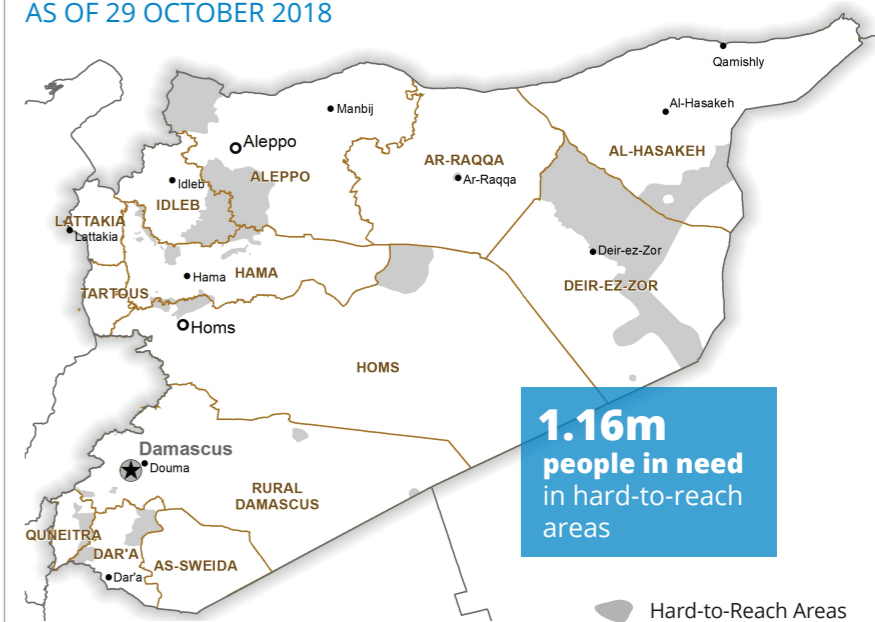 AS OF 29 OCTOBER 2018
Qamishly
Manbij
Al-Hasakeh
Aleppo
AL-HASAKEH
AR-RAQQA
Idleb
ALEPPO
Ar-Raqqa
IDLEB
LATTAKIA
Lattakia
Deir-ez-Zor
Hama
HAMA
DEIR-EZ-ZOR
TARTOUS
Homs
HOMS
1.16m
people in need
in hard-to-reach
areas
Damascus
Douma
RURAL
DAMASCUS
QUNEITRA
DAR'A
AS-SWEIDA
Dar'a
Hard-to-Reach Areas